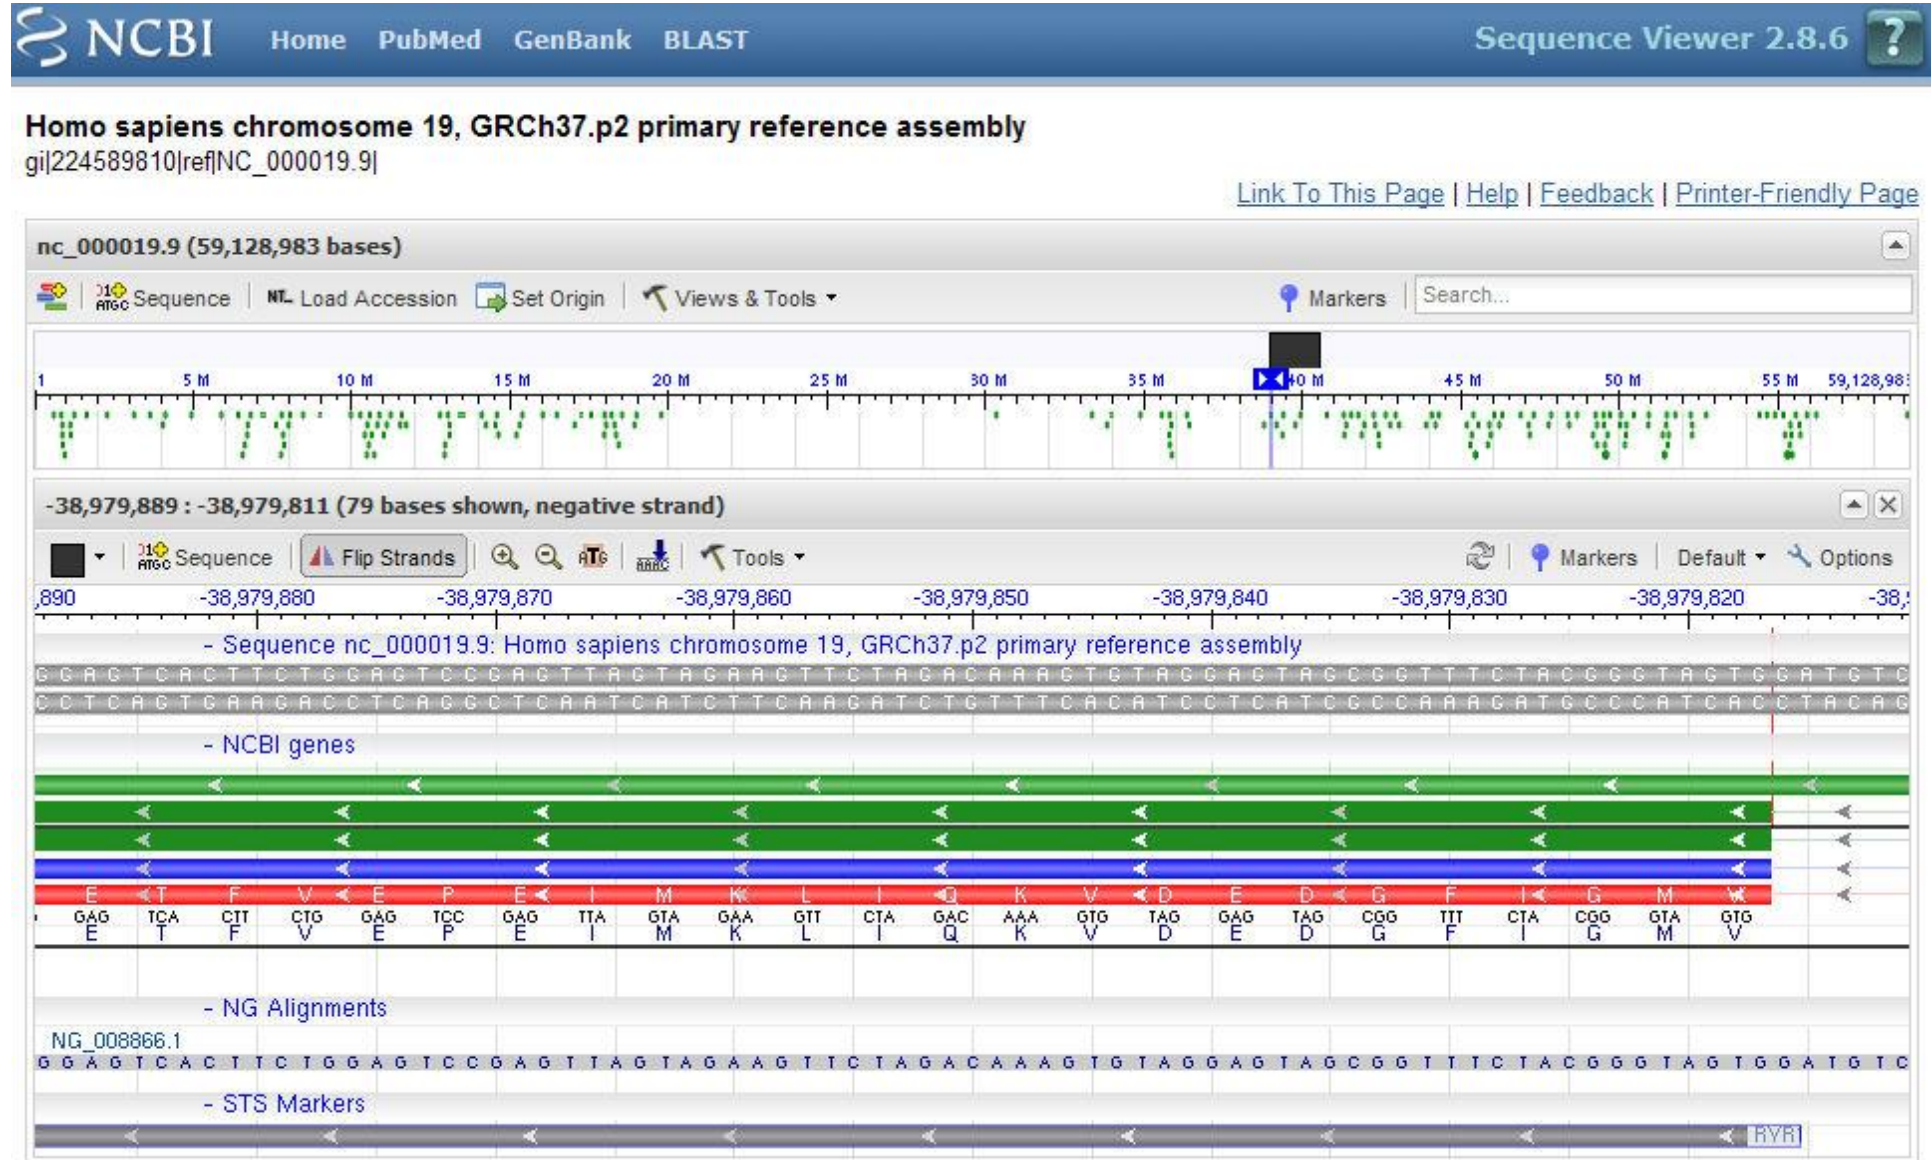 NCBI Home PubMed GenBank BLAST Sequence Viewer 2.8.6 ?
Homo sapiens chromosome 19, GRCh37.p2 primary reference assembly
gi|224589810|ref|NC_000019.9|
Link To This Page | Help | Feedback | Printer-Friendly Page
nc_000019.9 (59,128,983 bases)
Sequence NT_ Load Accession Set Origin Views & Tools Markers Search...
1 5 M 10 M 15 M 20 M 25 M 30 M 35 M 40 M 45 M 50 M 55 M 59,128,983
-38,979,889 : -38,979,811 (79 bases shown, negative strand)
Sequence Flip Strands ATG Tools Markers Default Options
,890 -38,979,880 -38,979,870 -38,979,860 -38,979,850 -38,979,840 -38,979,830 -38,979,820 -38,
- Sequence nc_000019.9: Homo sapiens chromosome 19, GRCh37.p2 primary reference assembly
G G A G T C A C T T C T G G A G T C C G A G T T A G T A G A A G T T C T A G A C A A A G T G T A G G A G T A G C G G T T T C T A C G G G T A G T G G A T G T C
C C T C A G T G A A G A C C T C A G G C T C A A T C A T C T T C A A G A T C T G T T T C A C A T C C T C A T C G C C A A A G A T G C C C A T C A C C T A C A G
- NCBI genes
E T F V E P E I M K L I Q K V D E D G F I G M V
GAG TCA CTT CTG GAG TCC GAG TTA GTA GAA GTT CTA GAC AAA GTG TAG GAG TAG CGG TTT CTA CGG GTA GTG
E T F V E P E I M K L I Q K V D E D G F I G M V
- NG Alignments
NG_008866.1
G G A G T C A C T T C T G G A G T C C G A G T T A G T A G A A G T T C T A G A C A A A G T G T A G G A G T A G C G G T T T C T A C G G G T A G T G G A T G T C
- STS Markers
RYR